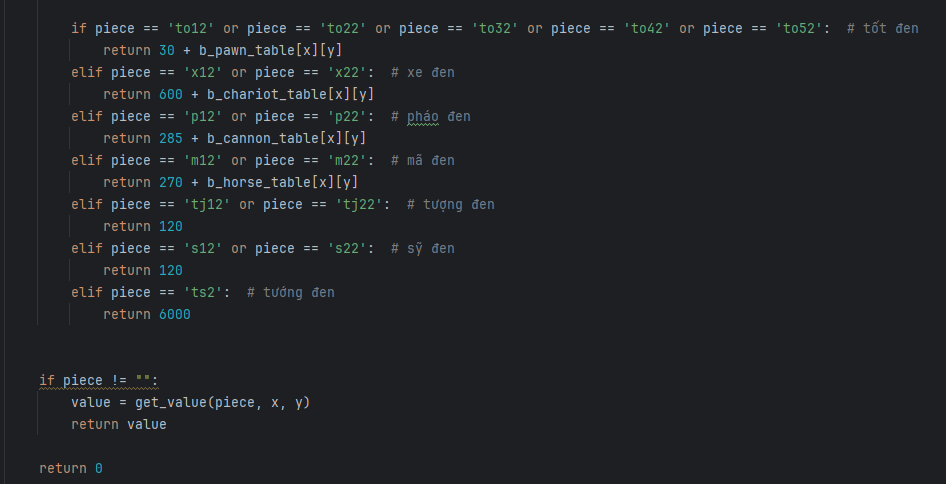 if piece == 'to12' or piece == 'to22' or piece == 'to32' or piece == 'to42' or piece == 'to52':  # tốt đen
    return 30 + b_pawn_table[x][y]
elif piece == 'x12' or piece == 'x22':  # xe đen
    return 600 + b_chariot_table[x][y]
elif piece == 'p12' or piece == 'p22':  # pháo đen
    return 285 + b_cannon_table[x][y]
elif piece == 'm12' or piece == 'm22':  # mã đen
    return 270 + b_horse_table[x][y]
elif piece == 'tj12' or piece == 'tj22':  # tượng đen
    return 120
elif piece == 's12' or piece == 's22':  # sỹ đen
    return 120
elif piece == 'ts2':  # tướng đen
    return 6000
if piece != "":
    value = get_value(piece, x, y)
    return value
return 0